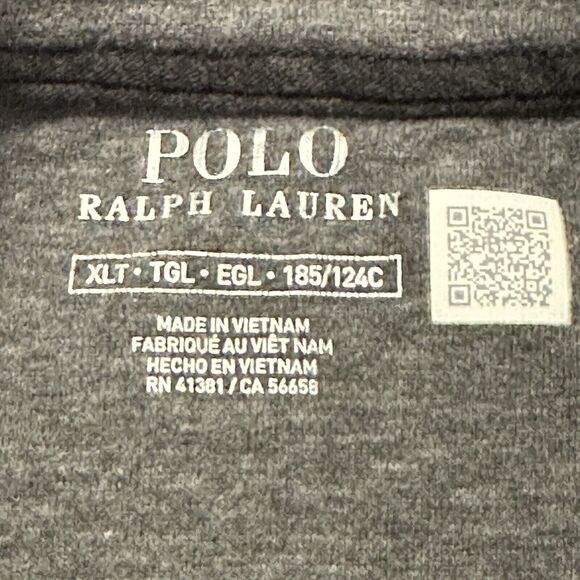 POLO
RALPH LAUREN
XLT • TGL • EGL • 185/124C
MADE IN VIETNAM
FABRIQUÉ AU VIÊT NAM
HECHO EN VIETNAM
RN 41381 / CA 56658